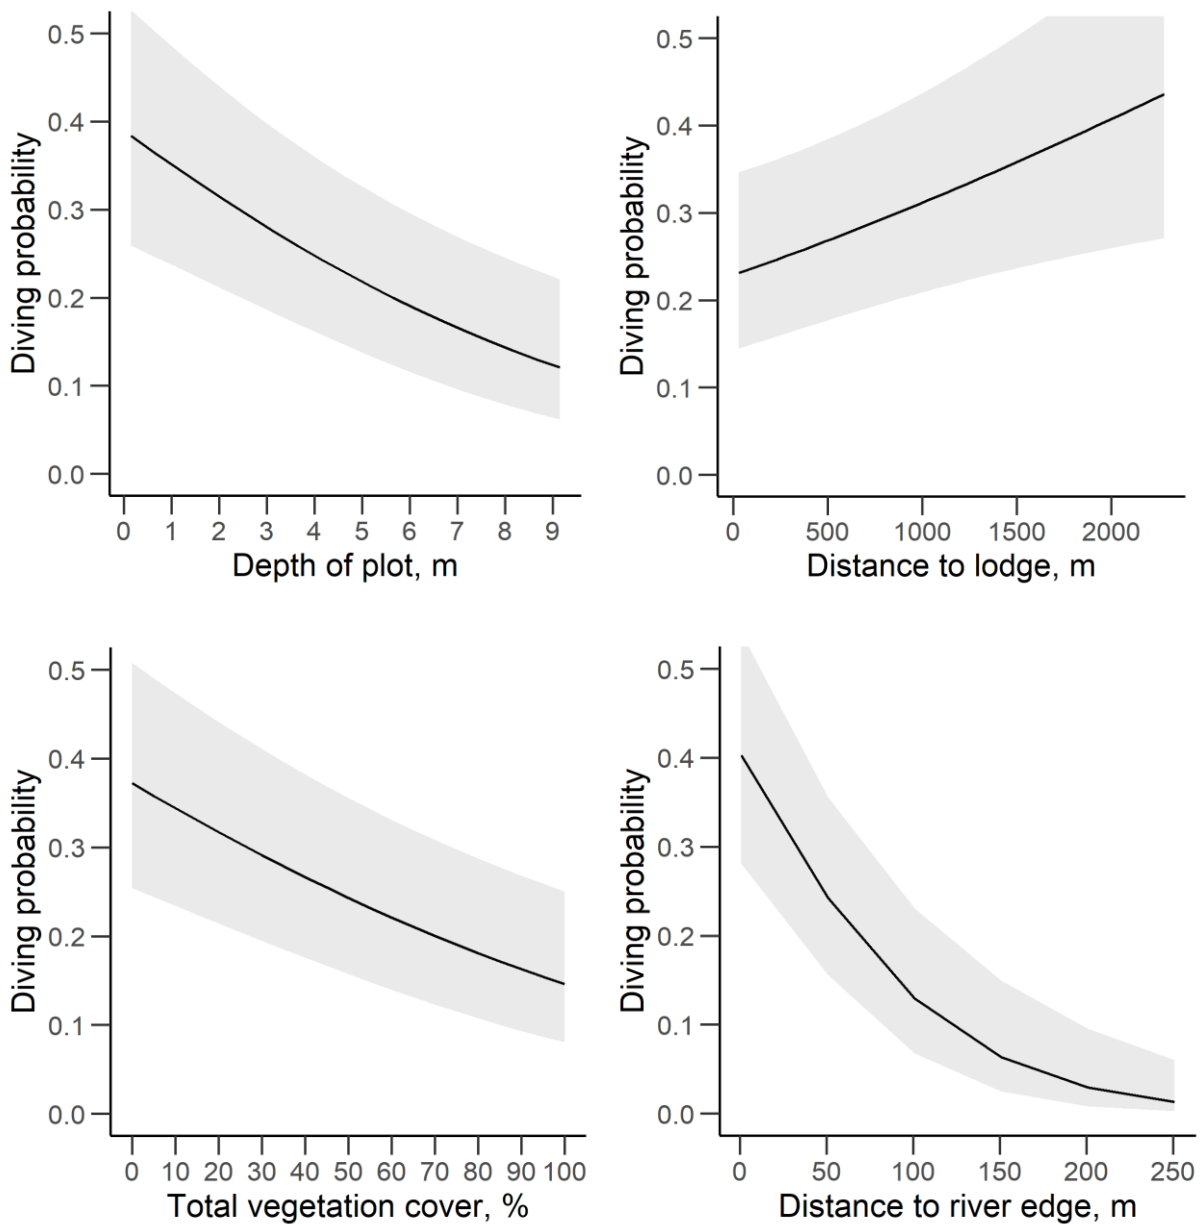 Diving probability
0.5
0.4
0.3
0.2
0.1
0.0
0 1 2 3 4 5 6 7 8 9
Depth of plot, m
Diving probability
0.5
0.4
0.3
0.2
0.1
0.0
0 500 1000 1500 2000
Distance to lodge, m
Diving probability
0.5
0.4
0.3
0.2
0.1
0.0
0 10 20 30 40 50 60 70 80 90 100
Total vegetation cover, %
Diving probability
0.5
0.4
0.3
0.2
0.1
0.0
0 50 100 150 200 250
Distance to river edge, m